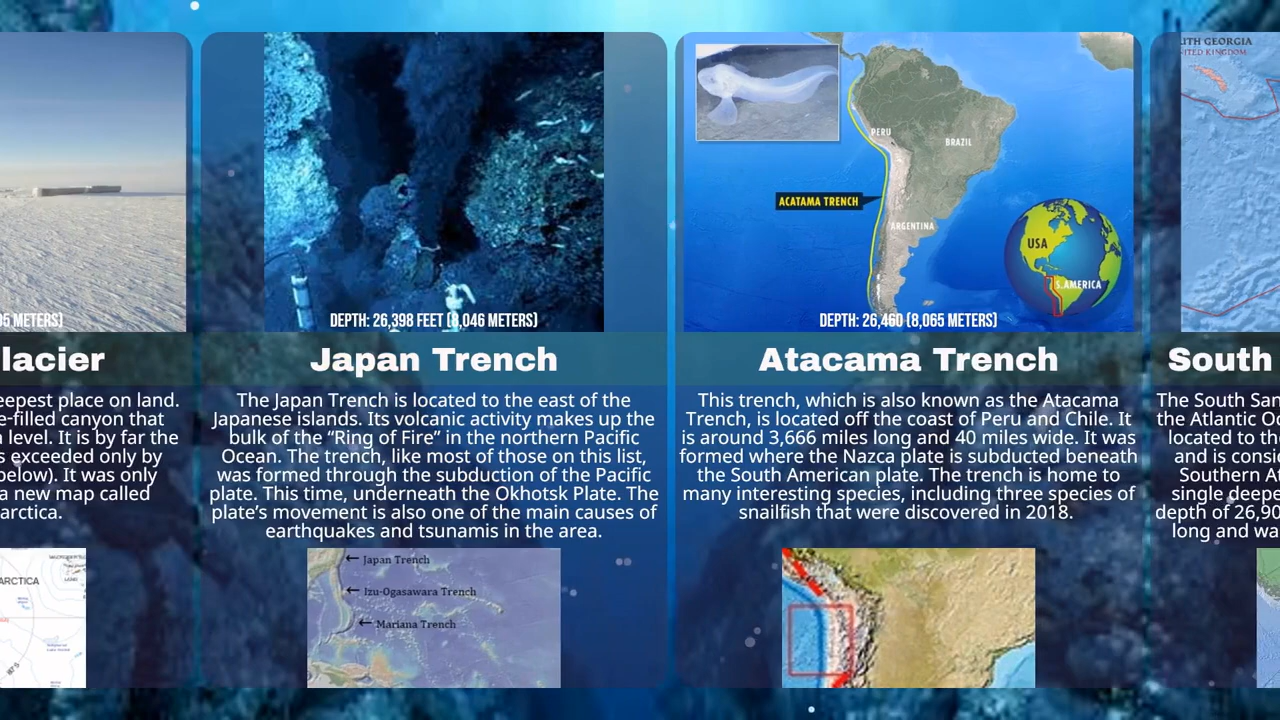 05 METERS)
lacier
eepest place on land.
e-filled canyon that
level. It is by far the
s exceeded only by
below). It was only
a new map called
arctica.
ARCTICA
DEPTH: 26,398 FEET (8,046 METERS)
Japan Trench
The Japan Trench is located to the east of the
Japanese islands. Its volcanic activity makes up the
bulk of the “Ring of Fire” in the northern Pacific
Ocean. The trench, like most of those on this list,
was formed through the subduction of the Pacific
plate. This time, underneath the Okhotsk Plate. The
plate’s movement is also one of the main causes of
earthquakes and tsunamis in the area.
Japan Trench
Izu-Ogasawara Trench
Mariana Trench
PERU
BRAZIL
ACATAMA TRENCH
ARGENTINA
USA
S.AMERICA
DEPTH: 26,460 (8,065 METERS)
Atacama Trench
This trench, which is also known as the Atacama
Trench, is located off the coast of Peru and Chile. It
is around 3,666 miles long and 40 miles wide. It was
formed where the Nazca plate is subducted beneath
the South American plate. The trench is home to
many interesting species, including three species of
snailfish that were discovered in 2018.
UTH GEORGIA
ITED KINGDOM
South
The South San
the Atlantic Oc
located to the
and is consid
Southern At
single deepe
depth of 26,90
long and wa